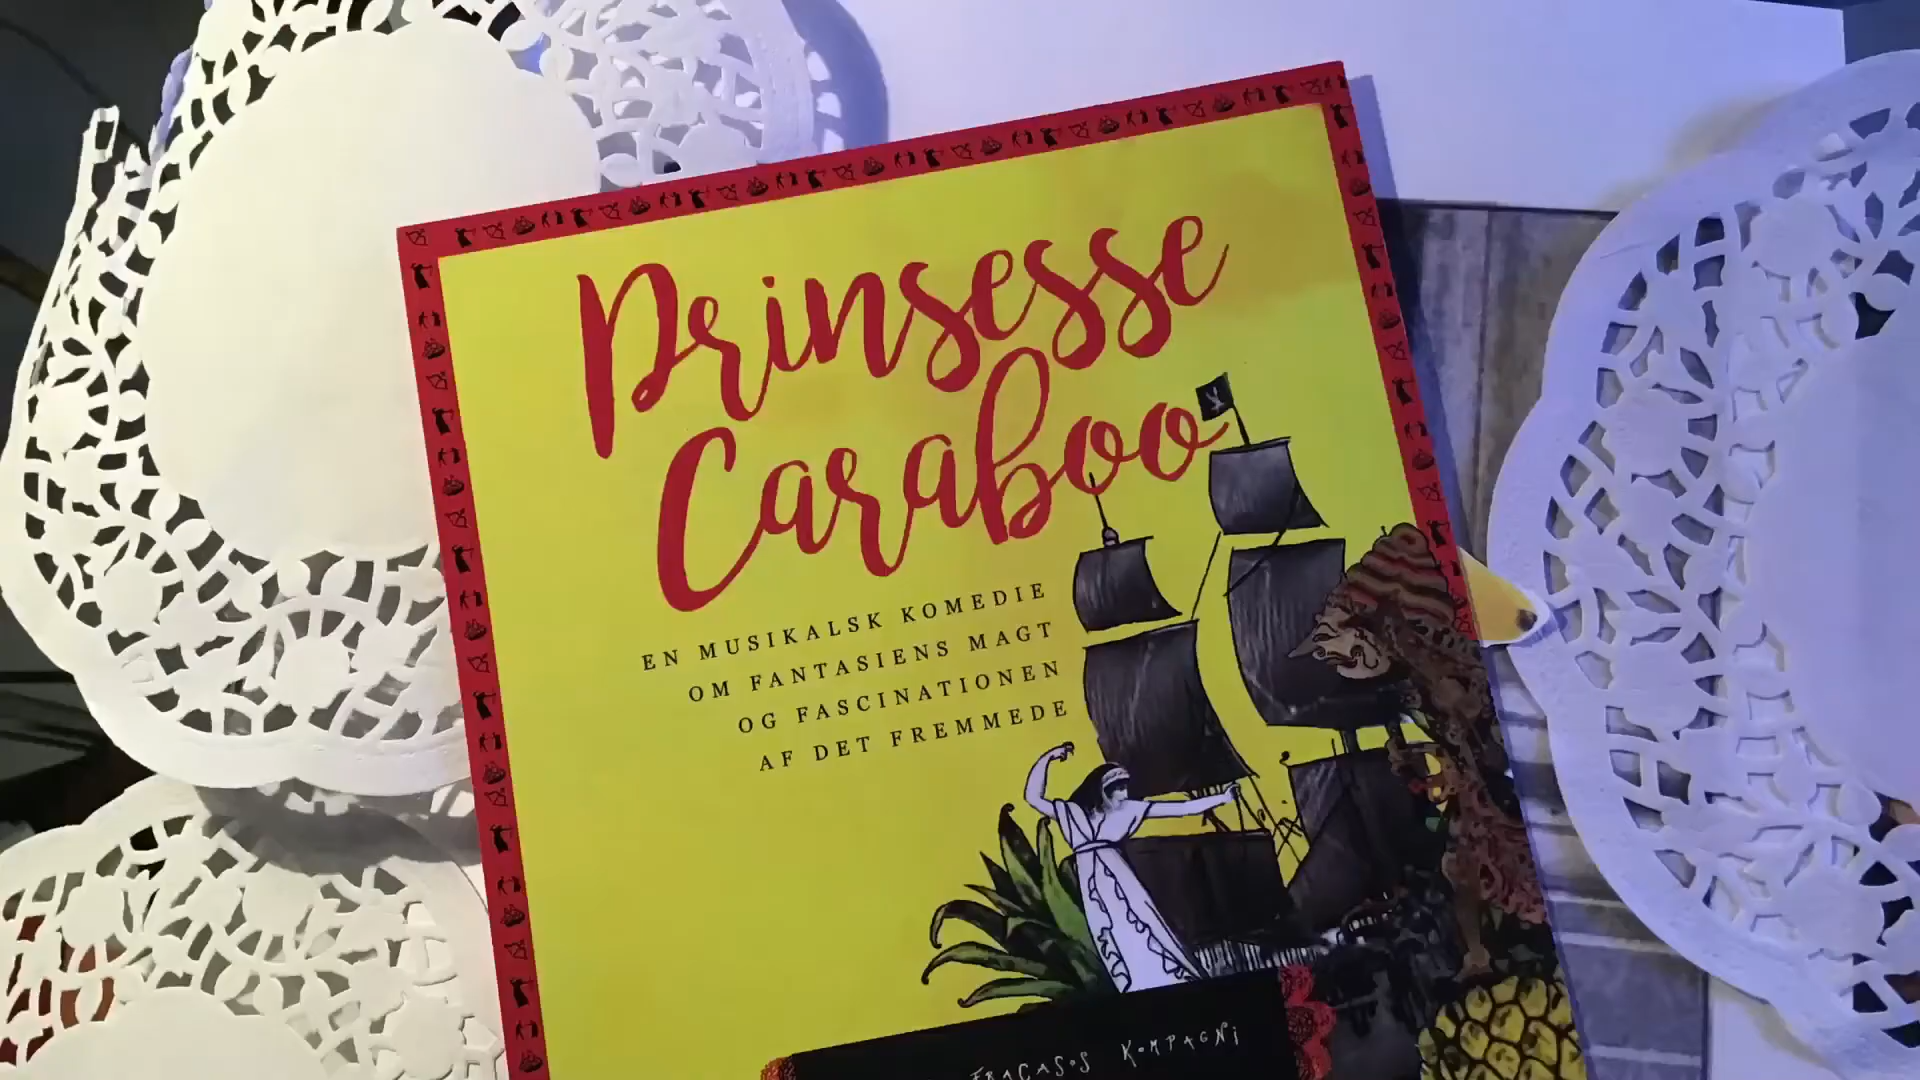 Prinsesse
Caraboo
EN MUSIKALSK KOMEDIE
OM FANTASIENS MAGT
OG FASCINATIONEN
AF DET FREMMEDE
FRACASOS KOMPAGNI